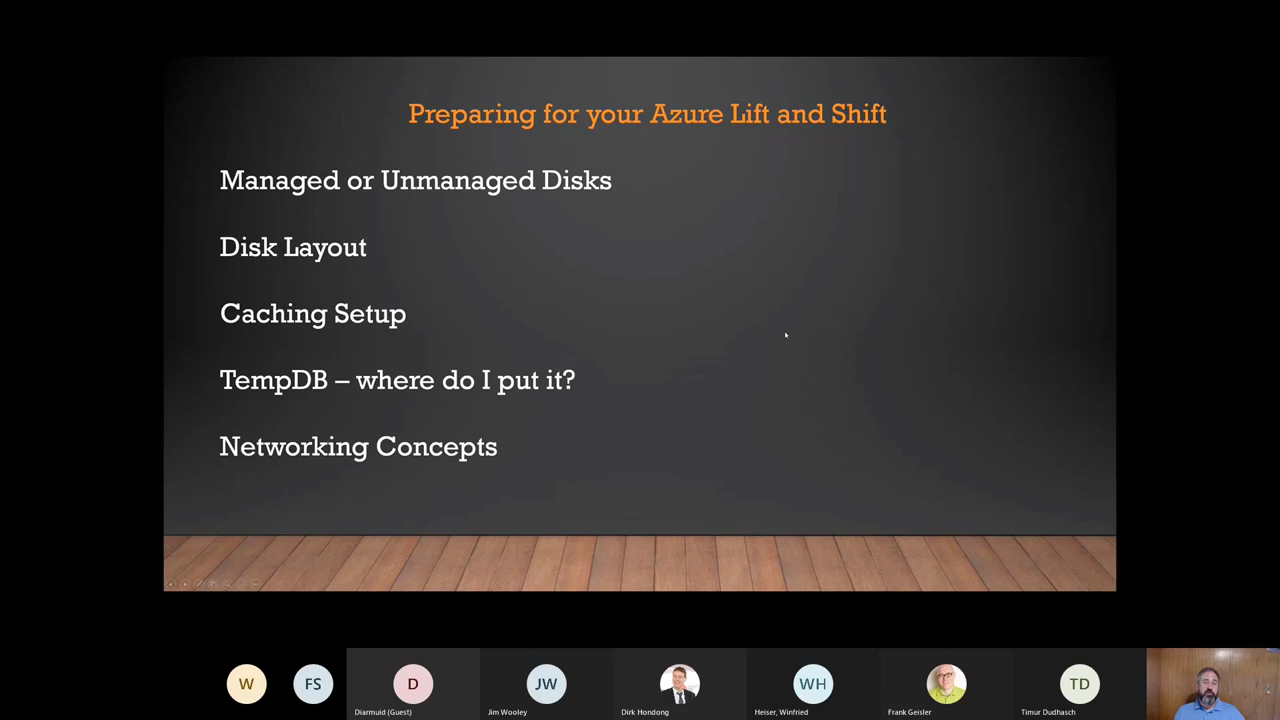 Preparing for your Azure Lift and Shift
Managed or Unmanaged Disks
Disk Layout
Caching Setup
TempDB – where do I put it?
Networking Concepts
W
FS
D
JW
WH
TD
Diarmuid (Guest)
Jim Wooley
Dirk Hondong
Heiser, Winfried
Frank Geisler
Timur Dudhasch